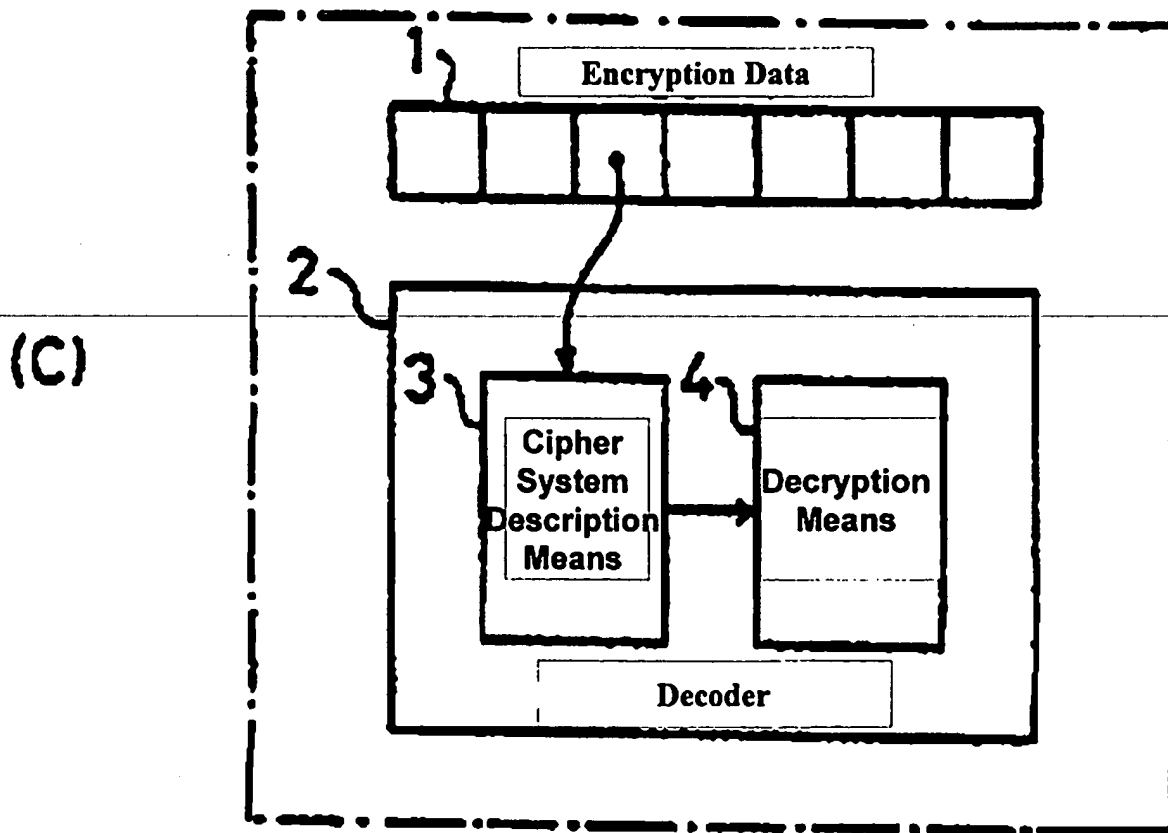 1
Encryption Data
2
(C)
3
4
Cipher
System
Description
Means
Decryption
Means
Decoder